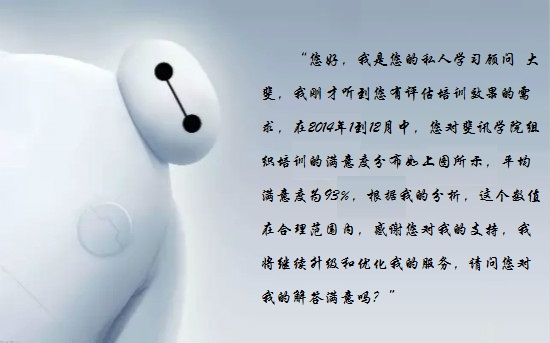 “您好，我是您的私人学习顾问 大
斐，我刚才听到您有评估培训效果的需
求，在2014年1到12月中，您对斐讯学院组
织培训的满意度分布如上图所示，平均
满意度为93%，根据我的分析，这个数值
在合理范围内，感谢您对我的支持，我
将继续升级和优化我的服务，请问您对
我的解答满意吗？”